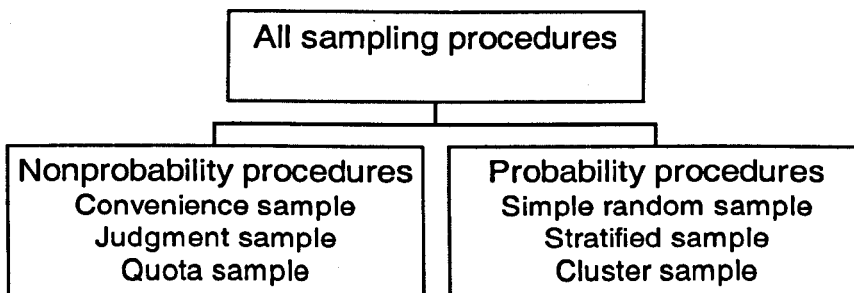 All sampling procedures
Nonprobability procedures
Convenience sample
Judgment sample
Quota sample
Probability procedures
Simple random sample
Stratified sample
Cluster sample